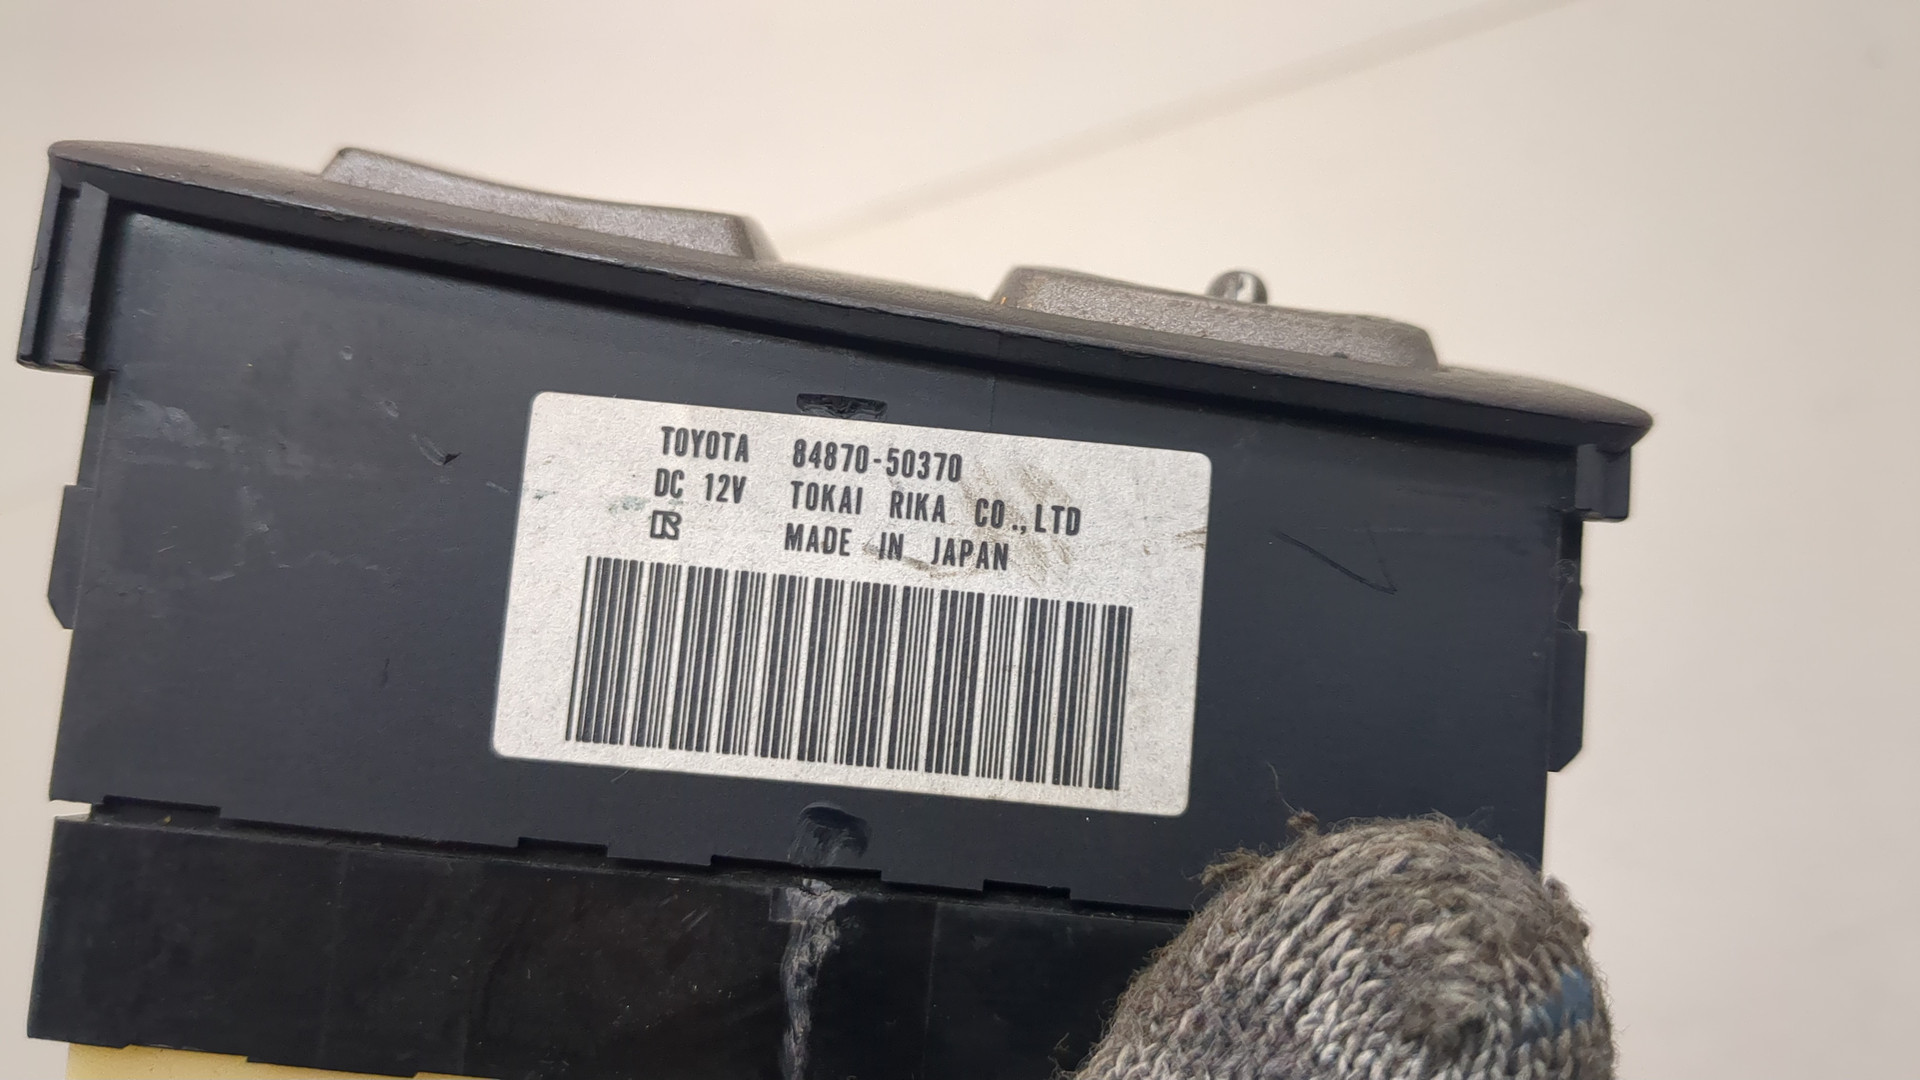 TOYOTA 84870-50370
DC 12V TOKAI RIKA CO.,LTD
MADE IN JAPAN